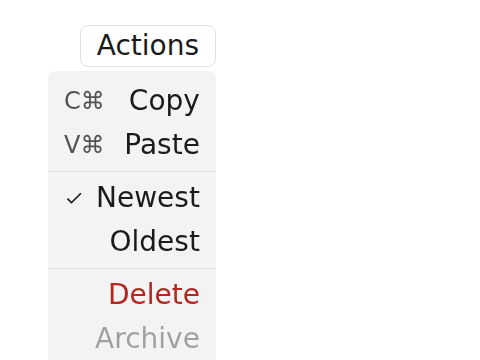 Actions
Copy C⌘
Paste V⌘
✓ Newest
Oldest
Delete
Archive